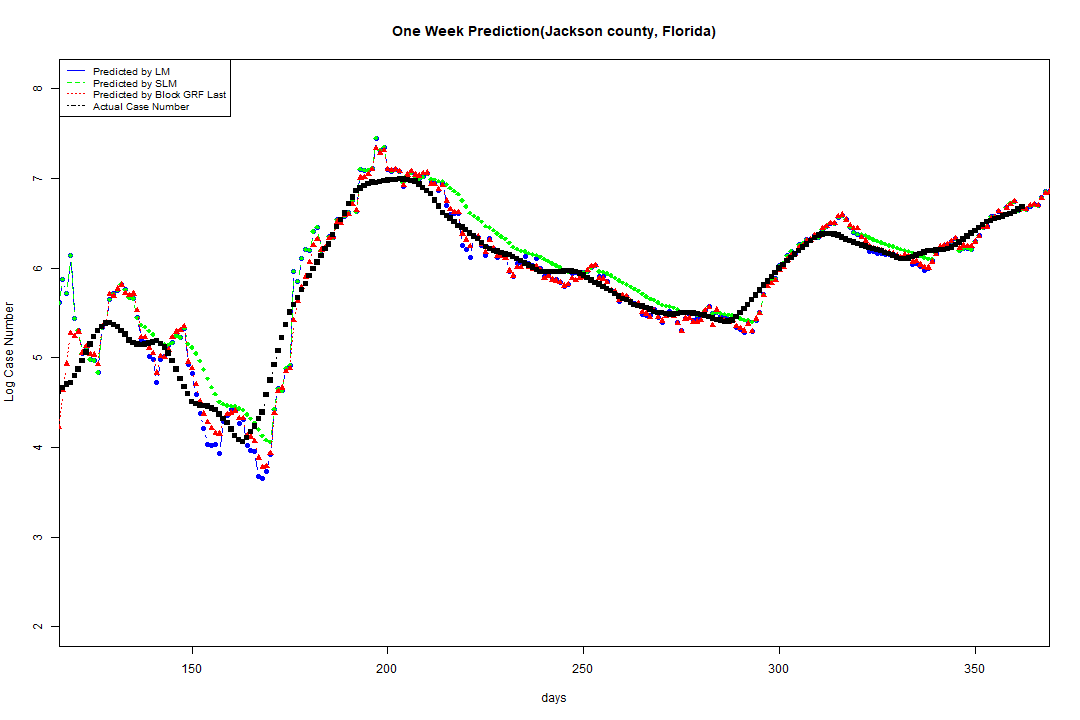 One Week Prediction(Jackson county, Florida)
Predicted by LM
Predicted by SLM
Predicted by Block GRF Last
Actual Case Number
Log Case Number
8
7
6
5
4
3
2
150 200 250 300 350
days